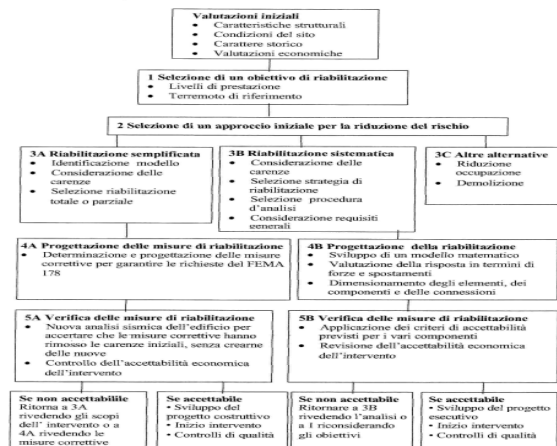 Valutazioni iniziali
• Caratteristiche strutturali
• Condizioni del sito
• Carattere storico
• Valutazioni economiche
1 Selezione di un obiettivo di riabilitazione
• Livelli di prestazione
• Terremoto di riferimento
2 Selezione di un approccio iniziale per la riduzione del rischio
3A Riabilitazione semplificata
• Identificazione modello
• Considerazione delle
carenze
• Selezione riabilitazione
totale o parziale
3B Riabilitazione sistematica
• Considerazione delle
carenze
• Selezione strategia di
riabilitazione
• Selezione procedura
d'analisi
• Considerazione requisiti
generali
3C Altre alternative
• Riduzione
occupazione
• Demolizione
4A Progettazione delle misure di riabilitazione
• Determinazione e progettazione delle misure
correttive per garantire le richieste del FEMA
178
4B Progettazione della riabilitazione
• Sviluppo di un modello matematico
• Valutazione della risposta in termini di
forze e spostamenti
• Dimensionamento degli elementi, dei
componenti e delle connessioni
5A Verifica delle misure di riabilitazione
• Nuova analisi sismica dell'edificio per
accertare che le misure correttive hanno
rimosso le carenze iniziali, senza crearne
delle nuove
• Controllo dell'accettabilità economica
dell'intervento
5B Verifica delle misure di riabilitazione
• Applicazione dei criteri di accettabilità
previsti per i vari componenti
• Revisione dell'accettabilità economica
dell'intervento
Se non accettabilile
Ritorna a 3A
rivedendo gli scopi
dell' intervento o a
4A rivedendo le
misure correttive
Se accettabile
• Sviluppo del
progetto costruttivo
• Inizio intervento
• Controlli di qualità
Se non accettabile
Ritornare a 3B
rivedendo l'analisi o a
1 riconsiderando
gli obiettivi
Se accettabile
• Sviluppo del progetto
esecutivo
• Inizio intervento
• Controlli di qualità